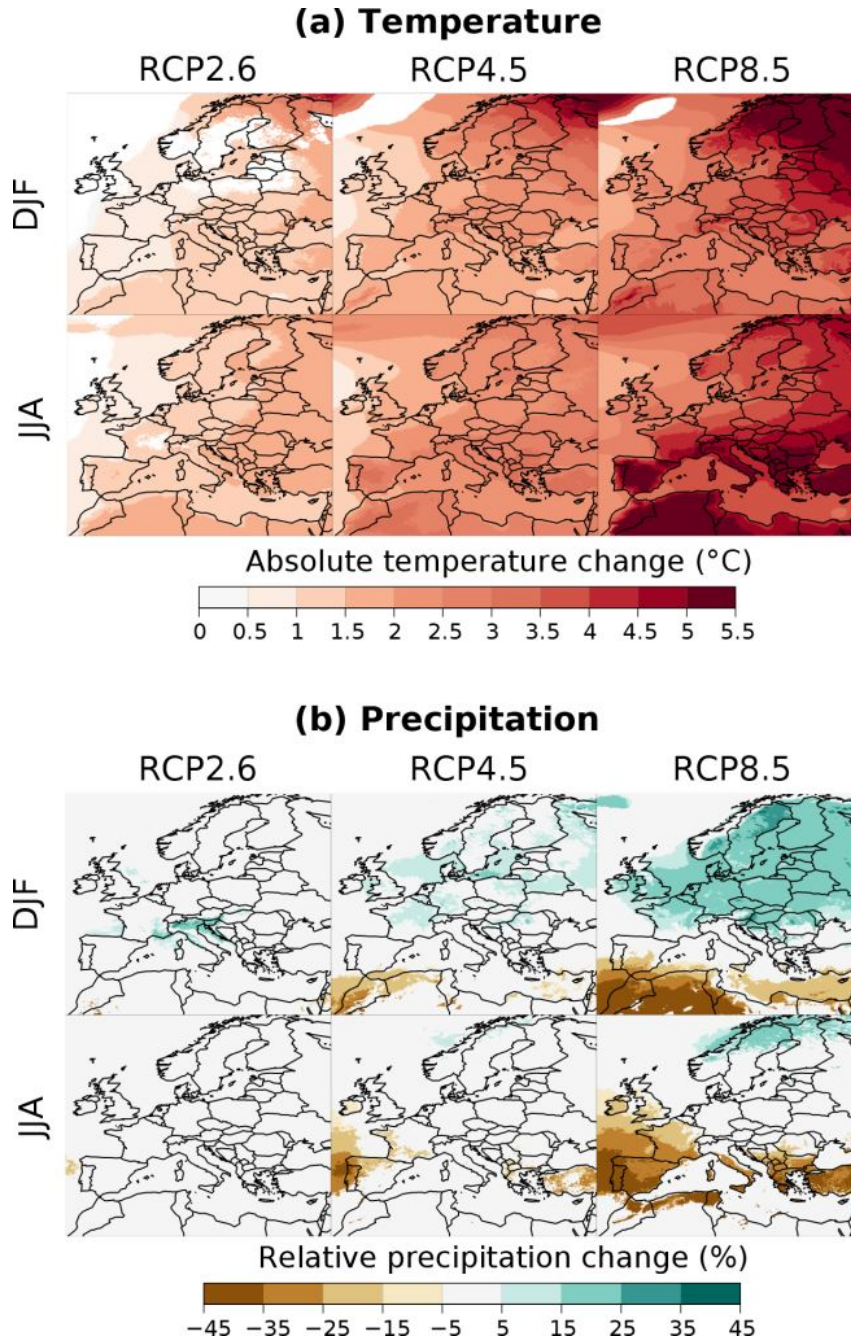 (a) Temperature
RCP2.6 RCP4.5 RCP8.5
DJF
JJA
Absolute temperature change (°C)
0 0.5 1 1.5 2 2.5 3 3.5 4 4.5 5 5.5
(b) Precipitation
RCP2.6 RCP4.5 RCP8.5
DJF
JJA
Relative precipitation change (%)
−45 −35 −25 −15 −5 5 15 25 35 45